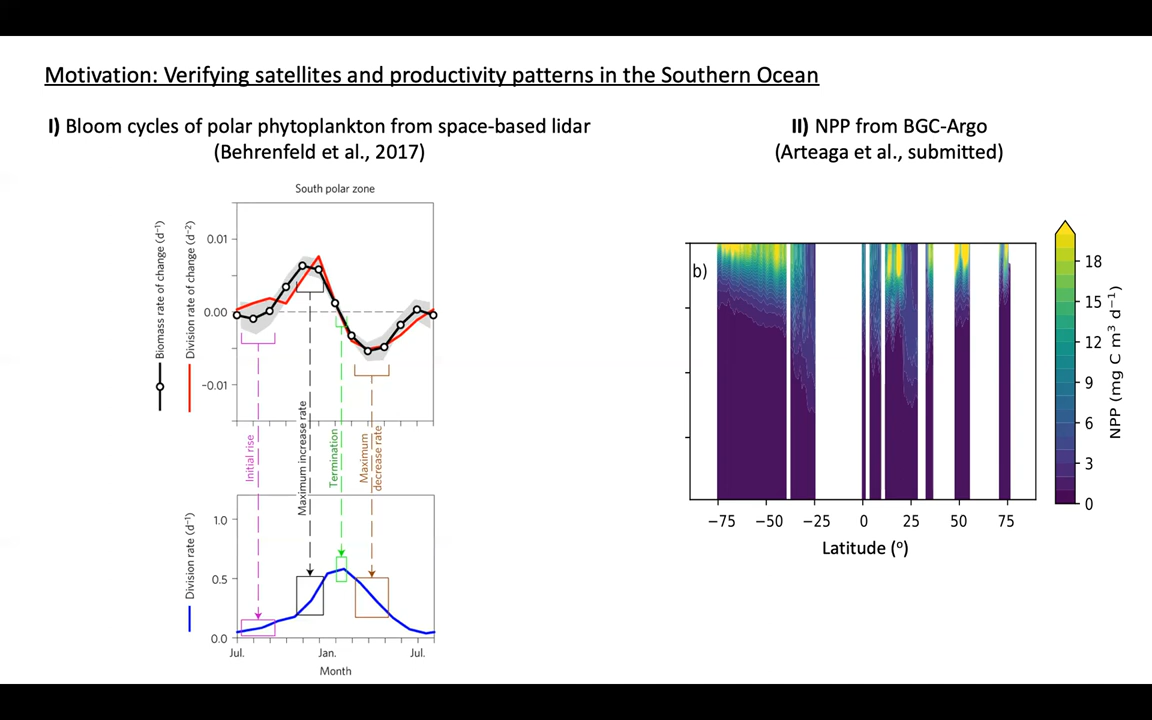 Motivation: Verifying satellites and productivity patterns in the Southern Ocean
I) Bloom cycles of polar phytoplankton from space-based lidar
(Behrenfeld et al., 2017)
South polar zone
Biomass rate of change (d⁻¹)
Division rate of change (d⁻²)
0.01
0.00
−0.01
Initial rise
Maximum increase rate
Termination
Maximum
decrease rate
Division rate (d⁻¹)
1.0
0.5
0.0
Jul. Jan. Jul.
Month
II) NPP from BGC-Argo
(Arteaga et al., submitted)
b)
−75 −50 −25 0 25 50 75
Latitude (º)
18
15
12
9
6
3
0
NPP (mg C m³ d⁻¹)